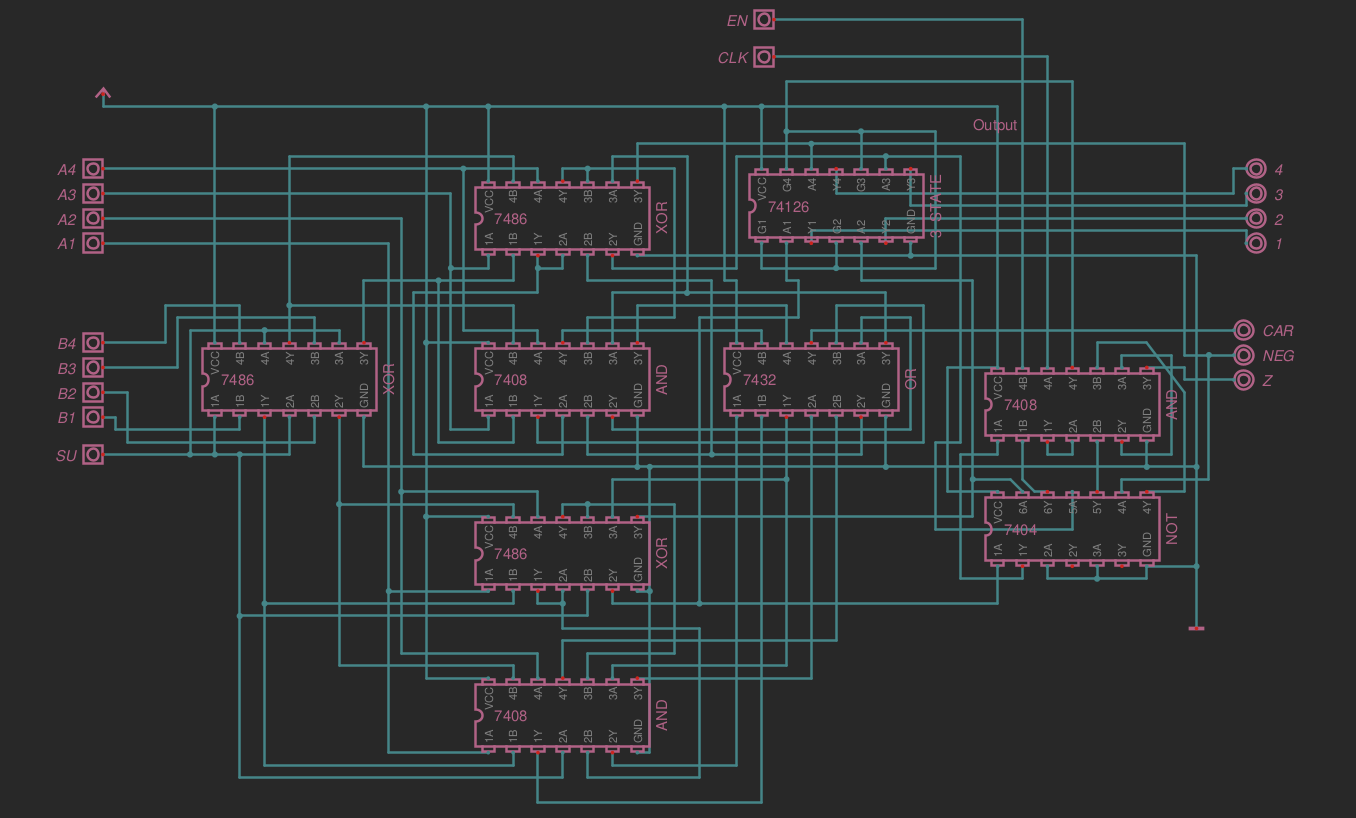 EN
CLK
Output
A4
A3
A2
A1
4
3
2
1
VCC 4B 4A 4Y 3B 3A 3Y
7486
XOR
1A 1B 1Y 2A 2B 2Y GND
VCC G4 A4 Y4 G3 A3 Y3
74126
3-STATE
G1 A1 Y1 G2 A2 Y2 GND
B4
B3
B2
B1
SU
VCC 4B 4A 4Y 3B 3A 3Y
7486
XOR
1A 1B 1Y 2A 2B 2Y GND
VCC 4B 4A 4Y 3B 3A 3Y
7408
AND
1A 1B 1Y 2A 2B 2Y GND
VCC 4B 4A 4Y 3B 3A 3Y
7432
OR
1A 1B 1Y 2A 2B 2Y GND
CAR
NEG
Z
VCC 4B 4A 4Y 3B 3A 3Y
7408
AND
1A 1B 1Y 2A 2B 2Y GND
VCC 6A 6Y 5A 5Y 4A 4Y
7404
NOT
1A 1Y 2A 2Y 3A 3Y GND
VCC 4B 4A 4Y 3B 3A 3Y
7486
XOR
1A 1B 1Y 2A 2B 2Y GND
VCC 4B 4A 4Y 3B 3A 3Y
7408
AND
1A 1B 1Y 2A 2B 2Y GND